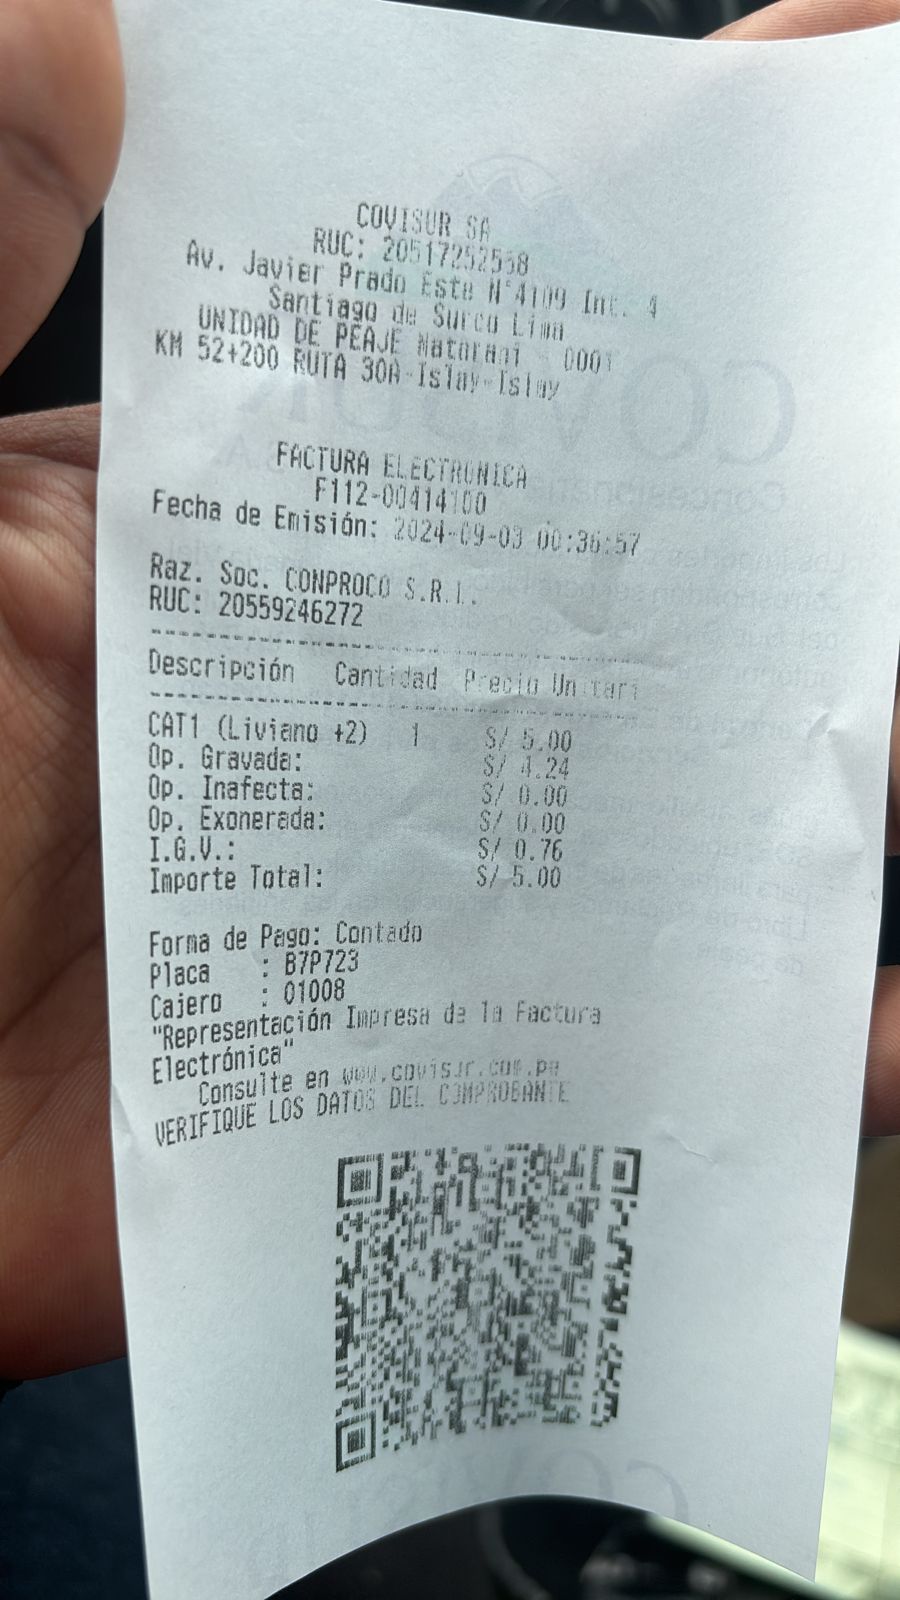 COVISUR SA
RUC: 20517252558
Av. Javier Prado Este N°4109 Int. 4
Santiago de Surco Lima
UNIDAD DE PEAJE Matarani - 0001
KM 52+200 RUTA 30A-Islay-Islay
FACTURA ELECTRONICA
F112-00414100
Fecha de Emisión: 2024-09-03 00:36:57
Raz. Soc. CONPROCO S.R.L.
RUC: 20559246272
Descripción Cantidad Precio Unitari
CAT1 (Liviano +2) 1 S/ 5.00
Op. Gravada: S/ 4.24
Op. Inafecta: S/ 0.00
Op. Exonerada: S/ 0.00
I.G.V.: S/ 0.76
Importe Total: S/ 5.00
Forma de Pago: Contado
Placa : B7P723
Cajero : 01008
"Representación Impresa de la Factura
Electrónica"
Consulte en www.covisur.com.pe
VERIFIQUE LOS DATOS DEL COMPROBANTE